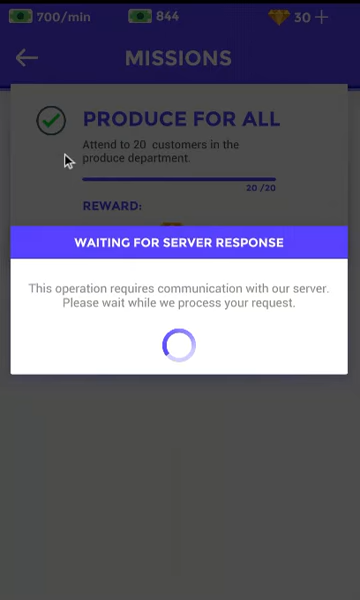 700/min 844 30 +
MISSIONS
PRODUCE FOR ALL
Attend to 20 customers in the
produce department.
20 /20
REWARD:
WAITING FOR SERVER RESPONSE
This operation requires communication with our server.
Please wait while we process your request.